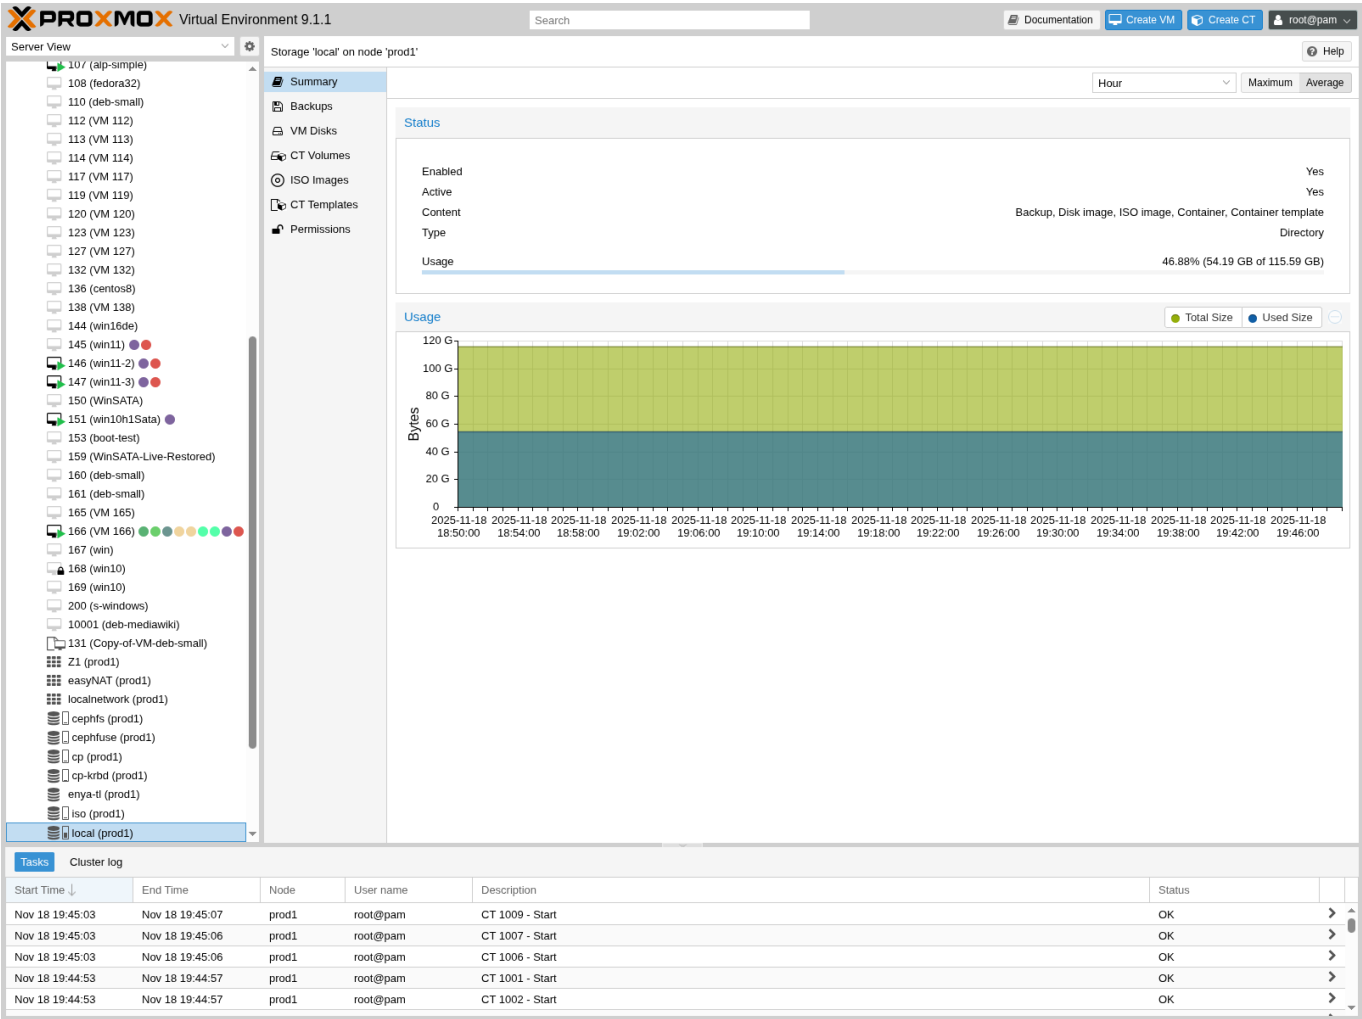 PROXMOX Virtual Environment 9.1.1
Search
Documentation
Create VM
Create CT
root@pam
Server View
Storage 'local' on node 'prod1'
Help
107 (alp-simple)
108 (fedora32)
110 (deb-small)
112 (VM 112)
113 (VM 113)
114 (VM 114)
117 (VM 117)
119 (VM 119)
120 (VM 120)
123 (VM 123)
127 (VM 127)
132 (VM 132)
136 (centos8)
138 (VM 138)
144 (win16de)
145 (win11)
146 (win11-2)
147 (win11-3)
150 (WinSATA)
151 (win10h1Sata)
153 (boot-test)
159 (WinSATA-Live-Restored)
160 (deb-small)
161 (deb-small)
165 (VM 165)
166 (VM 166)
167 (win)
168 (win10)
169 (win10)
200 (s-windows)
10001 (deb-mediawiki)
131 (Copy-of-VM-deb-small)
Z1 (prod1)
easyNAT (prod1)
localnetwork (prod1)
cephfs (prod1)
cephfuse (prod1)
cp (prod1)
cp-krbd (prod1)
enya-tl (prod1)
iso (prod1)
local (prod1)
Summary
Backups
VM Disks
CT Volumes
ISO Images
CT Templates
Permissions
Hour
Maximum
Average
Status
Enabled Yes
Active Yes
Content Backup, Disk image, ISO image, Container, Container template
Type Directory
Usage 46.88% (54.19 GB of 115.59 GB)
Usage
Total Size
Used Size
120 G
100 G
80 G
60 G
40 G
20 G
0
Bytes
2025-11-18 2025-11-18 2025-11-18 2025-11-18 2025-11-18 2025-11-18 2025-11-18 2025-11-18 2025-11-18 2025-11-18 2025-11-18 2025-11-18 2025-11-18 2025-11-18 2025-11-18
18:50:00 18:54:00 18:58:00 19:02:00 19:06:00 19:10:00 19:14:00 19:18:00 19:22:00 19:26:00 19:30:00 19:34:00 19:38:00 19:42:00 19:46:00
Tasks
Cluster log
Start Time End Time Node User name Description Status
Nov 18 19:45:03 Nov 18 19:45:07 prod1 root@pam CT 1009 - Start OK
Nov 18 19:45:03 Nov 18 19:45:06 prod1 root@pam CT 1007 - Start OK
Nov 18 19:45:03 Nov 18 19:45:06 prod1 root@pam CT 1006 - Start OK
Nov 18 19:44:53 Nov 18 19:44:57 prod1 root@pam CT 1001 - Start OK
Nov 18 19:44:53 Nov 18 19:44:57 prod1 root@pam CT 1002 - Start OK